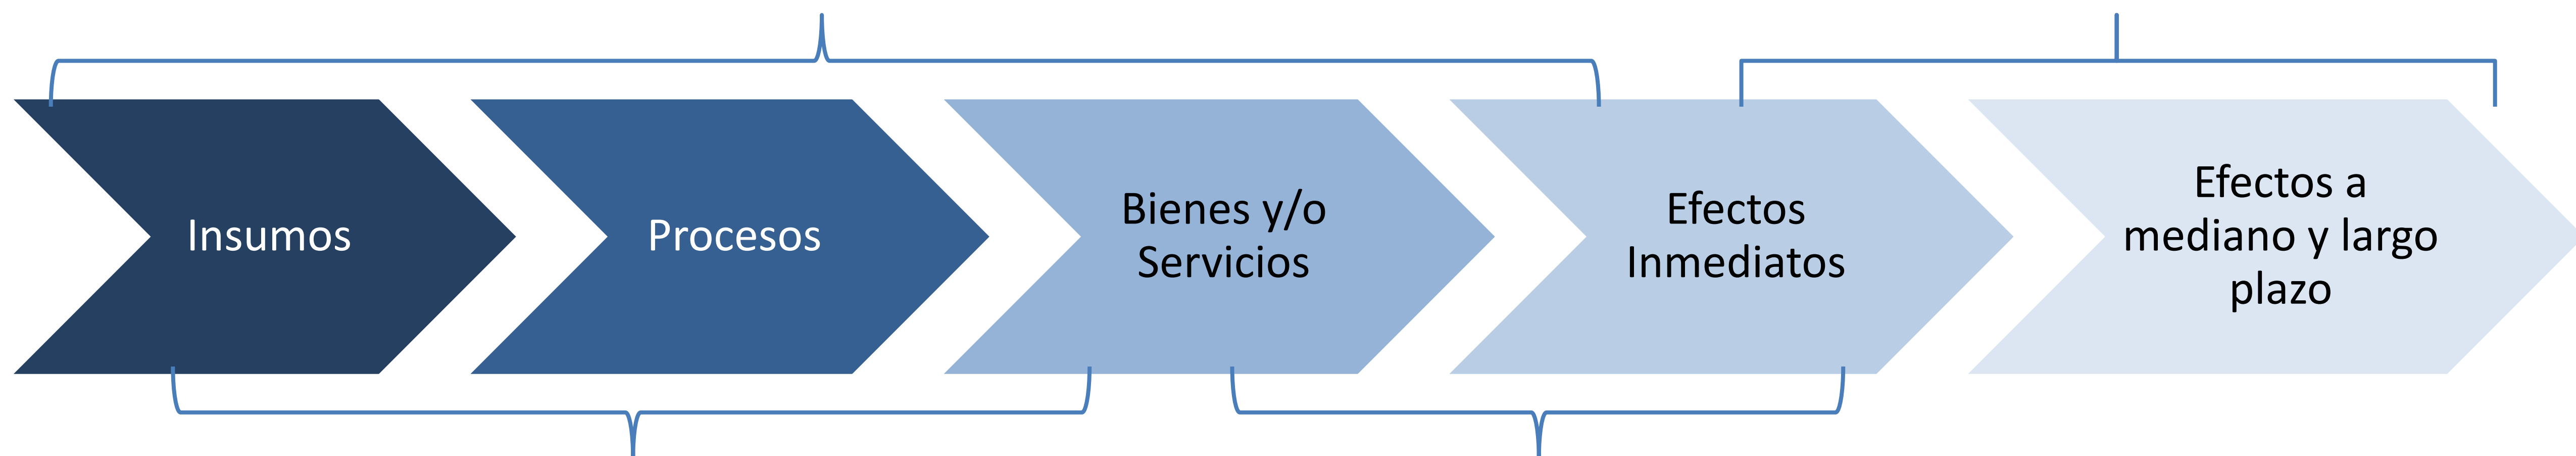 Insumos
Procesos
Bienes y/o
Servicios
Efectos
Inmediatos
Efectos a
mediano y largo
plazo